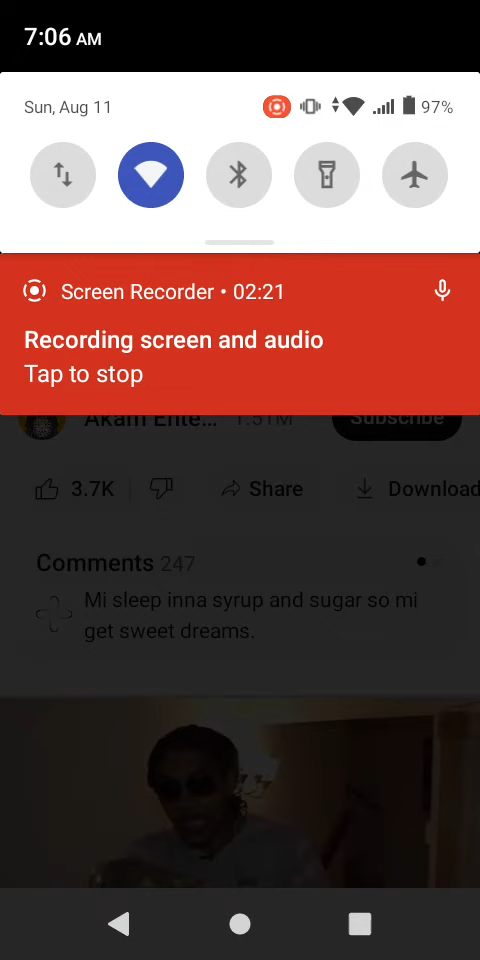 7:06 AM
Sun, Aug 11
97%
Screen Recorder • 02:21
Recording screen and audio
Tap to stop
Akam Ente... 1.51M Subscribe
3.7K Share Download
Comments 247
Mi sleep inna syrup and sugar so mi
get sweet dreams.